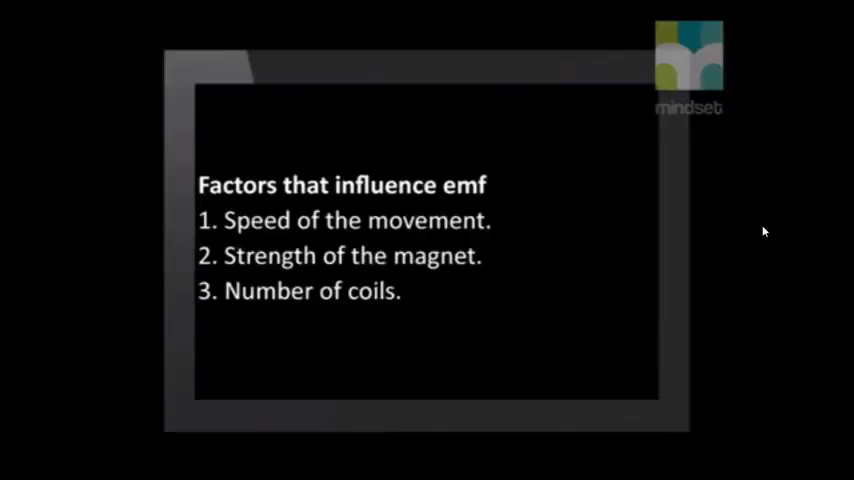 mindset
Factors that influence emf
1. Speed of the movement.
2. Strength of the magnet.
3. Number of coils.